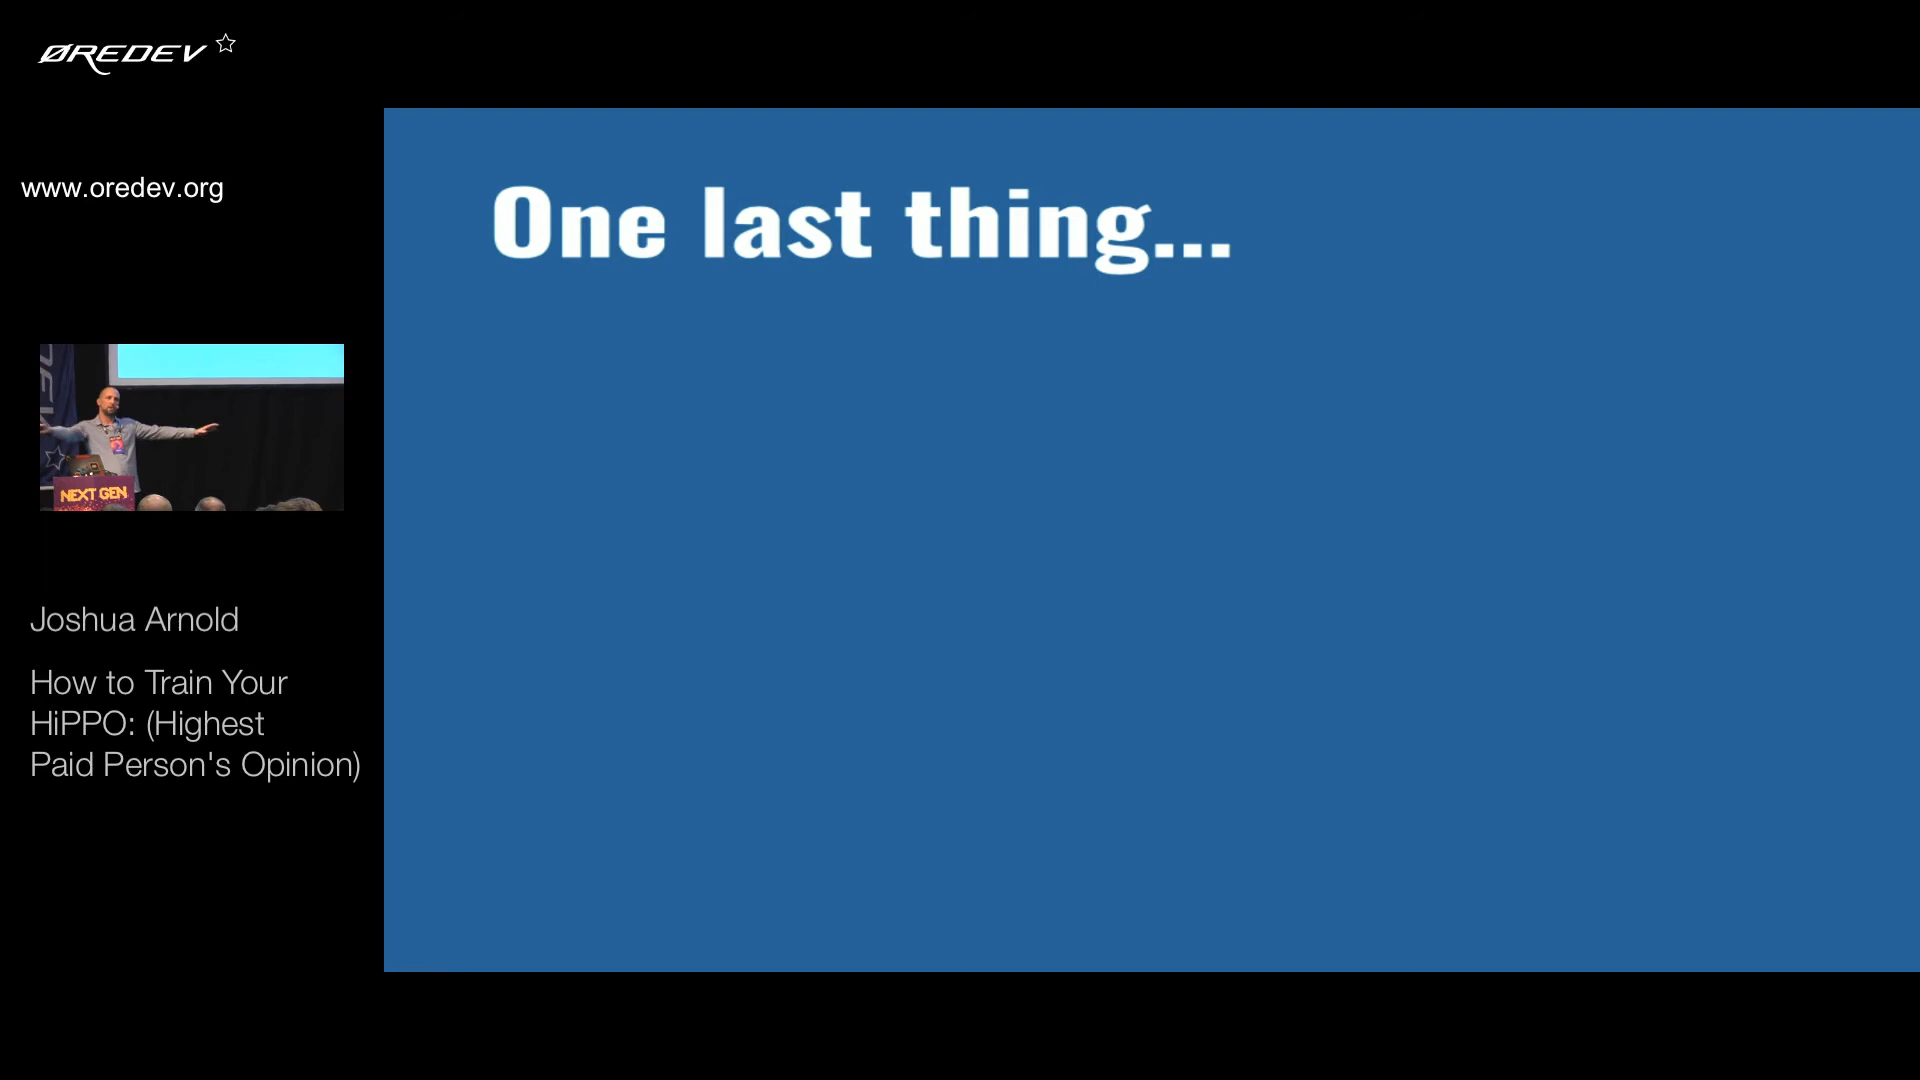 ØREDEV
www.oredev.org
One last thing...
NEXT GEN
Joshua Arnold
How to Train Your
HiPPO: (Highest
Paid Person's Opinion)